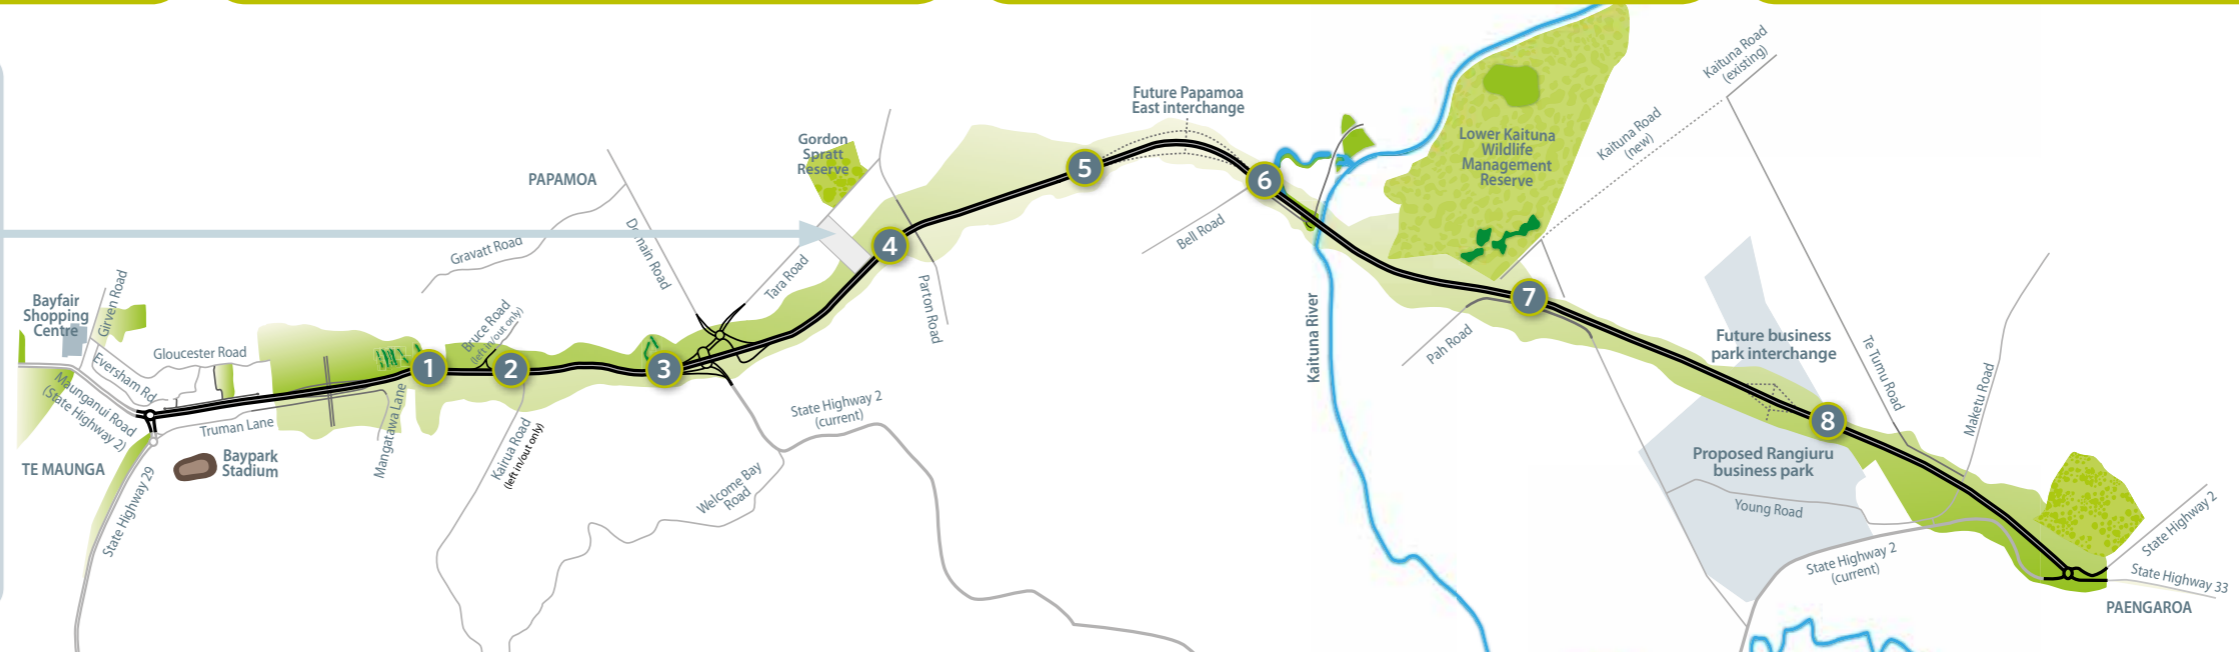 Bayfair
Shopping
Centre
Girven Road
Gloucester Road
Eversham Rd
Maunganui Road
(State Highway 2)
TE MAUNGA
State Highway 29
Truman Lane
Baypark
Stadium
Mangatawa Lane
1
Bruce Road
(left in/out only)
2
Kairua Road
(left in/out only)
Gravatt Road
PAPAMOA
Domain Road
3
Tara Road
Gordon
Spratt
Reserve
4
Parton Road
State Highway 2
(current)
Welcome Bay
Road
5
Future Papamoa
East interchange
6
Bell Road
Kaituna River
Lower Kaituna
Wildlife
Management
Reserve
Kaituna Road
(new)
Kaituna Road
(existing)
7
Pah Road
Future business
park interchange
8
Te Tumu Road
Maketu Road
Proposed Rangiuru
business park
Young Road
State Highway 2
(current)
State Highway 2
State Highway 33
PAENGAROA